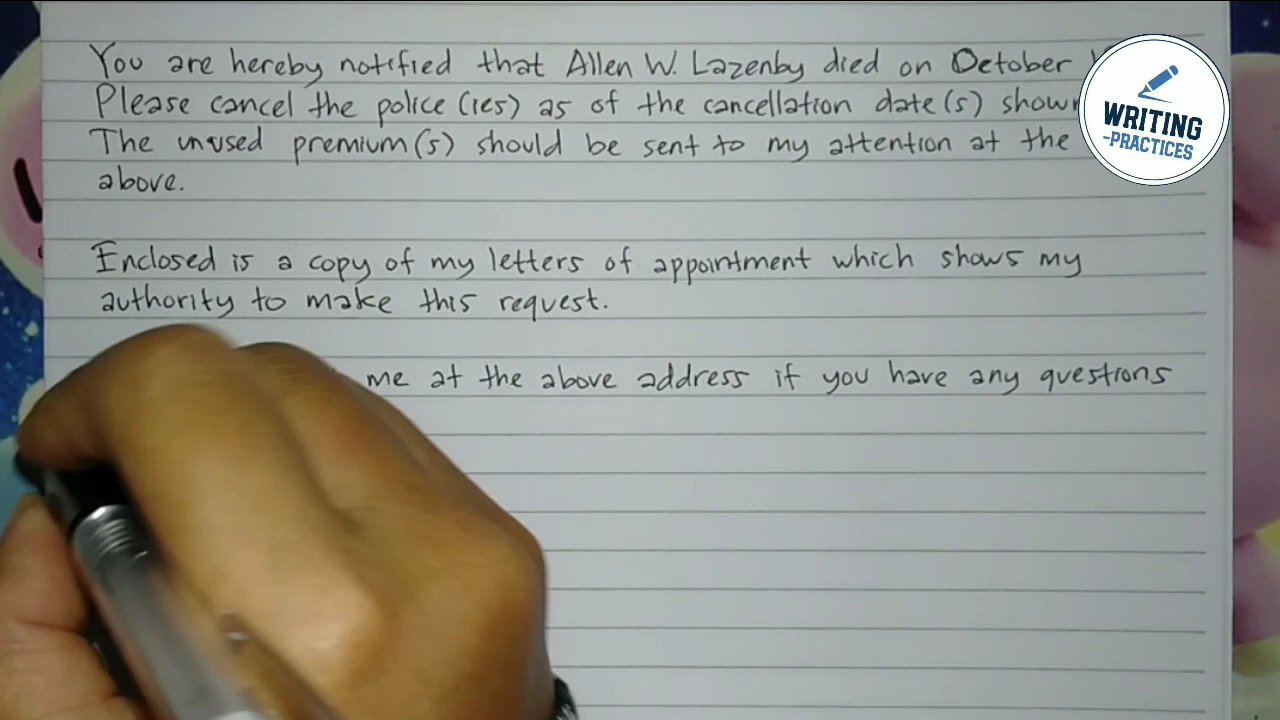 You are hereby notified that Allen W. Lazenby died on October
Please cancel the police (ies) as of the cancellation date(s) shown
The unused premium(s) should be sent to my attention at the
above.
Enclosed is a copy of my letters of appointment which shows my
authority to make this request.
me at the above address if you have any questions
WRITING
-PRACTICES